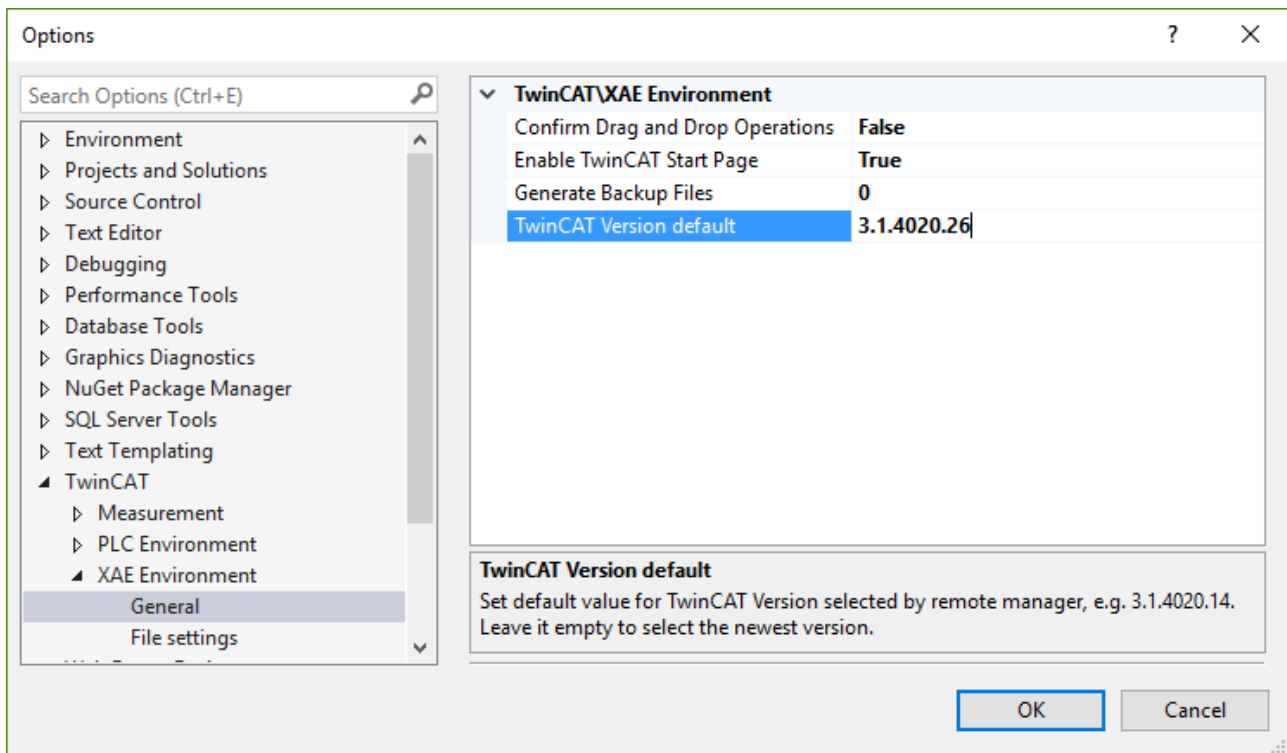 Options
?
Search Options (Ctrl+E)
Environment
Projects and Solutions
Source Control
Text Editor
Debugging
Performance Tools
Database Tools
Graphics Diagnostics
NuGet Package Manager
SQL Server Tools
Text Templating
TwinCAT
Measurement
PLC Environment
XAE Environment
General
File settings
TwinCAT\XAE Environment
Confirm Drag and Drop Operations False
Enable TwinCAT Start Page True
Generate Backup Files 0
TwinCAT Version default 3.1.4020.26
TwinCAT Version default
Set default value for TwinCAT Version selected by remote manager, e.g. 3.1.4020.14.
Leave it empty to select the newest version.
OK Cancel